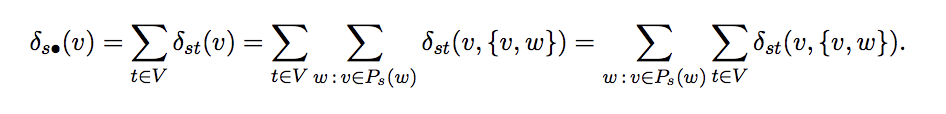 δ_{s•}(v) = ∑_{t∈V} δ_{st}(v) = ∑_{t∈V} ∑_{w : v∈P_s(w)} δ_{st}(v, {v, w}) = ∑_{w : v∈P_s(w)} ∑_{t∈V} δ_{st}(v, {v, w}).